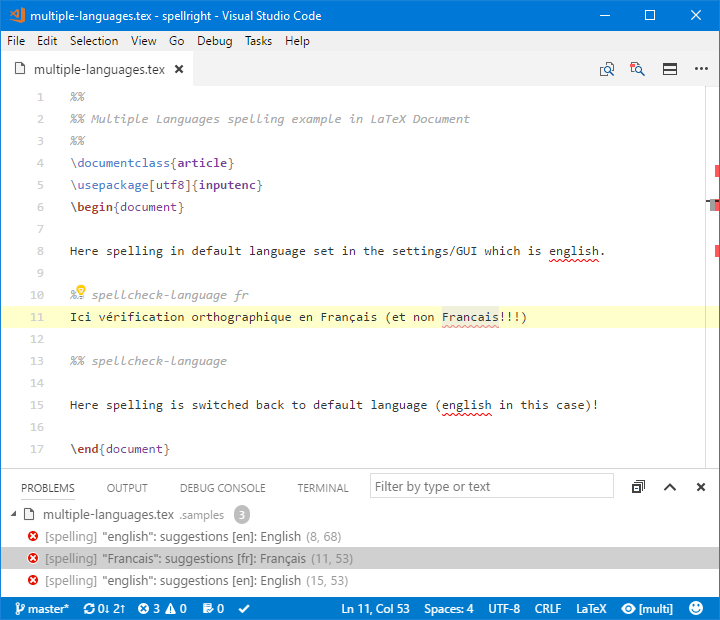 multiple-languages.tex - spellright - Visual Studio Code
File Edit Selection View Go Debug Tasks Help
multiple-languages.tex
1 %%
2 %% Multiple Languages spelling example in LaTeX Document
3 %%
4 \documentclass{article}
5 \usepackage[utf8]{inputenc}
6 \begin{document}
7
8 Here spelling in default language set in the settings/GUI which is english.
9
10 %% spellcheck-language fr
11 Ici vérification orthographique en Français (et non Francais!!!)
12
13 %% spellcheck-language
14
15 Here spelling is switched back to default language (english in this case)!
16
17 \end{document}
PROBLEMS OUTPUT DEBUG CONSOLE TERMINAL Filter by type or text
multiple-languages.tex .samples 3
[spelling] "english": suggestions [en]: English (8, 68)
[spelling] "Francais": suggestions [fr]: Français (11, 53)
[spelling] "english": suggestions [en]: English (15, 53)
master* 0↓ 2↑ 3 0 0 Ln 11, Col 53 Spaces: 4 UTF-8 CRLF LaTeX [multi]